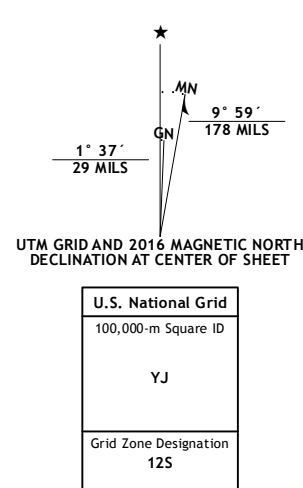 ★
MN
GN
9° 59´
178 MILS
1° 37´
29 MILS
UTM GRID AND 2016 MAGNETIC NORTH
DECLINATION AT CENTER OF SHEET
U.S. National Grid
100,000-m Square ID
YJ
Grid Zone Designation
12S